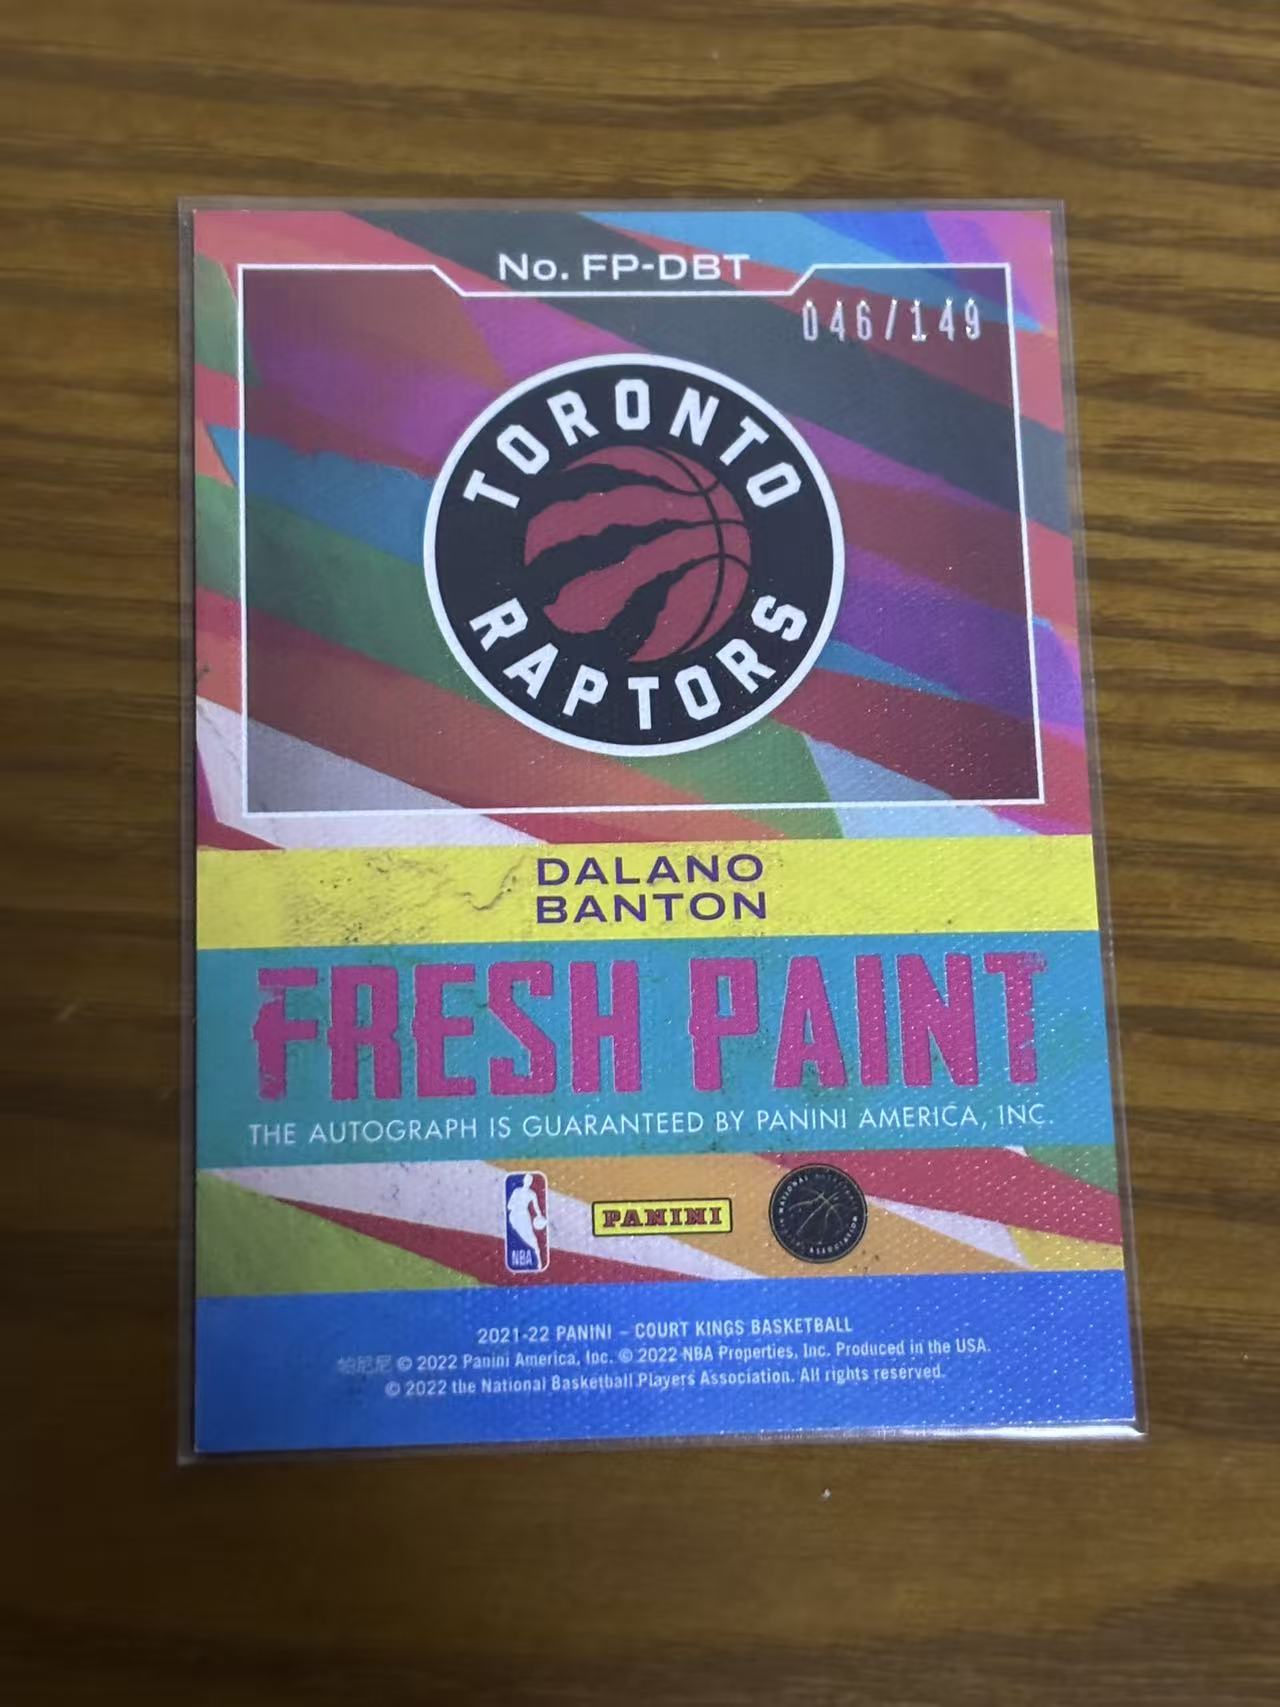 No. FP-DBT
046/149
TORONTO
RAPTORS
DALANO
BANTON
FRESH PAINT
THE AUTOGRAPH IS GUARANTEED BY PANINI AMERICA, INC.
NBA
PANINI
2021-22 PANINI – COURT KINGS BASKETBALL
帕尼尼 © 2022 Panini America, Inc. © 2022 NBA Properties, Inc. Produced in the USA.
© 2022 the National Basketball Players Association. All rights reserved.